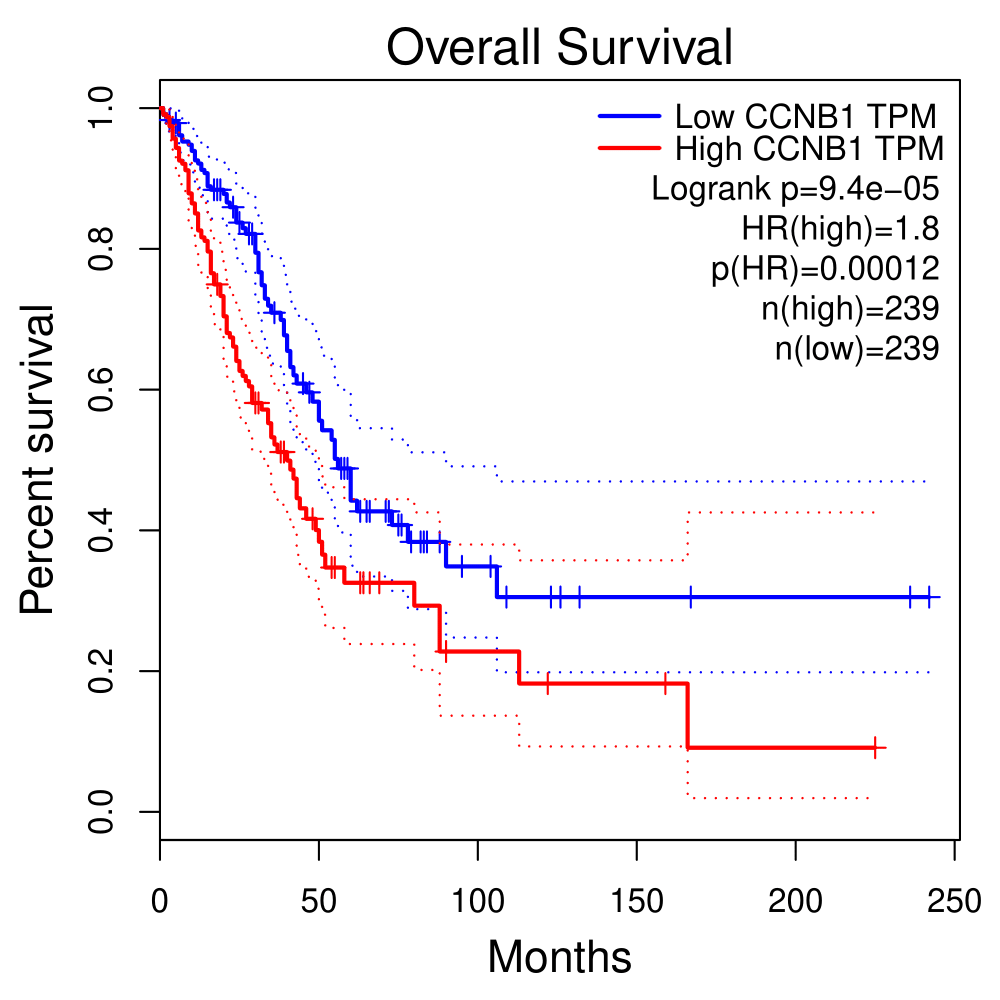 Overall Survival
Low CCNB1 TPM
High CCNB1 TPM
Logrank p=9.4e−05
HR(high)=1.8
p(HR)=0.00012
n(high)=239
n(low)=239
Percent survival
1.0
0.8
0.6
0.4
0.2
0.0
0 50 100 150 200 250
Months